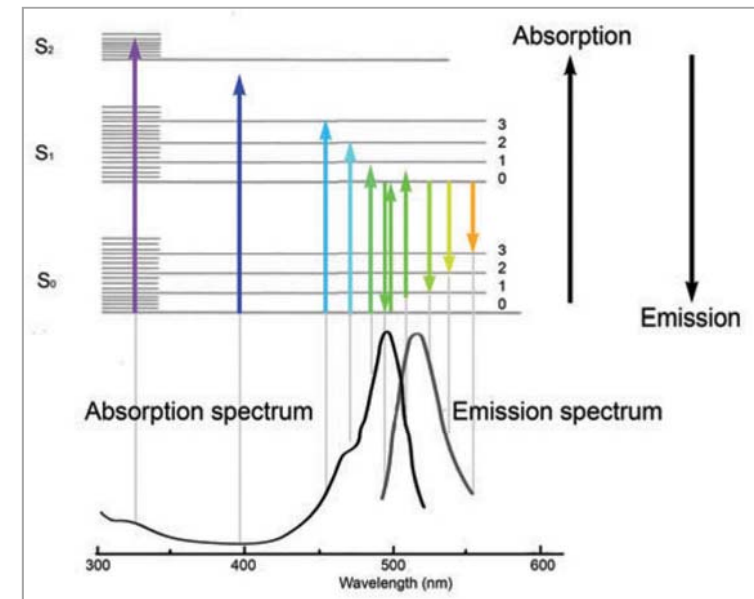 S₂
Absorption
S₁
3
2
1
0
S₀
3
2
1
0
Emission
Absorption spectrum
Emission spectrum
300
400
500
600
Wavelength (nm)